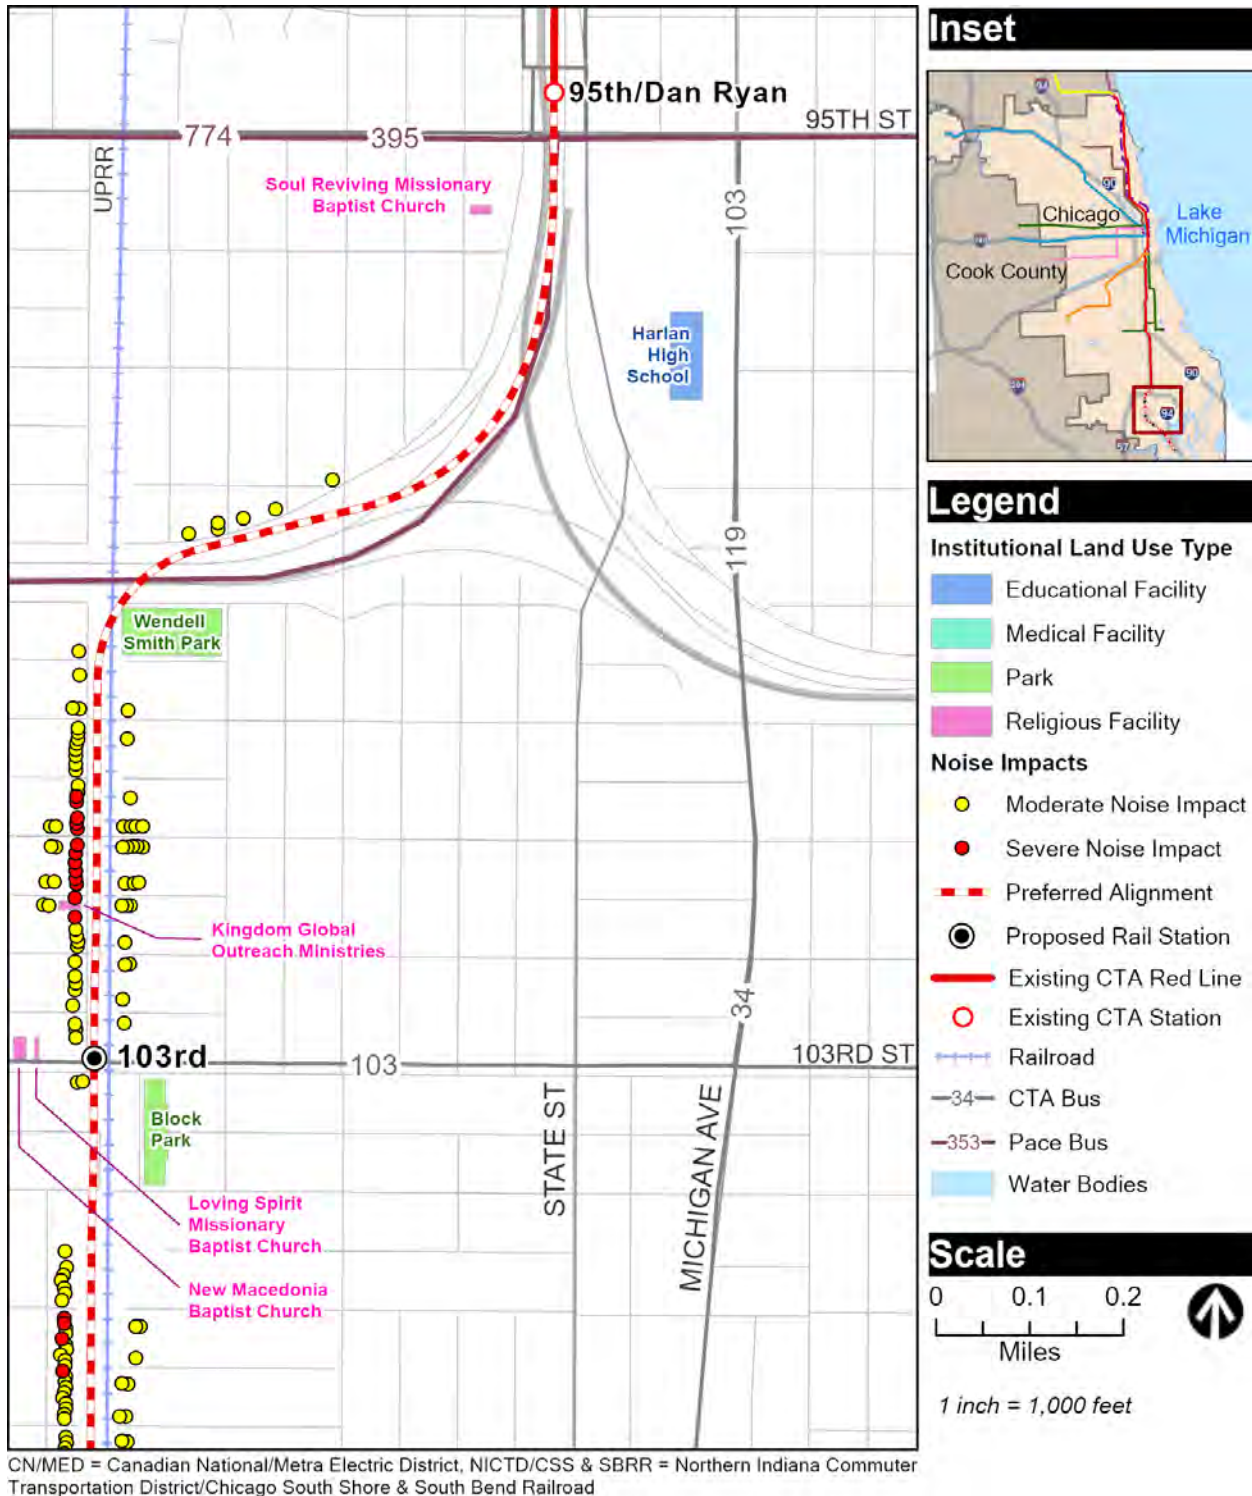 95th/Dan Ryan
95TH ST
774
395
UPRR
Soul Reviving Missionary
Baptist Church
103
Harlan
High
School
119
Wendell
Smith Park
Kingdom Global
Outreach Ministries
34
103rd
103
103RD ST
Block
Park
STATE ST
MICHIGAN AVE
Loving Spirit
Missionary
Baptist Church
New Macedonia
Baptist Church
CN/MED = Canadian National/Metra Electric District, NICTD/CSS & SBRR = Northern Indiana Commuter
Transportation District/Chicago South Shore & South Bend Railroad
Inset
94
90
Chicago
Lake
Michigan
Cook County
90
94
57
Legend
Institutional Land Use Type
Educational Facility
Medical Facility
Park
Religious Facility
Noise Impacts
Moderate Noise Impact
Severe Noise Impact
Preferred Alignment
Proposed Rail Station
Existing CTA Red Line
Existing CTA Station
Railroad
34 CTA Bus
353 Pace Bus
Water Bodies
Scale
0 0.1 0.2
Miles
1 inch = 1,000 feet